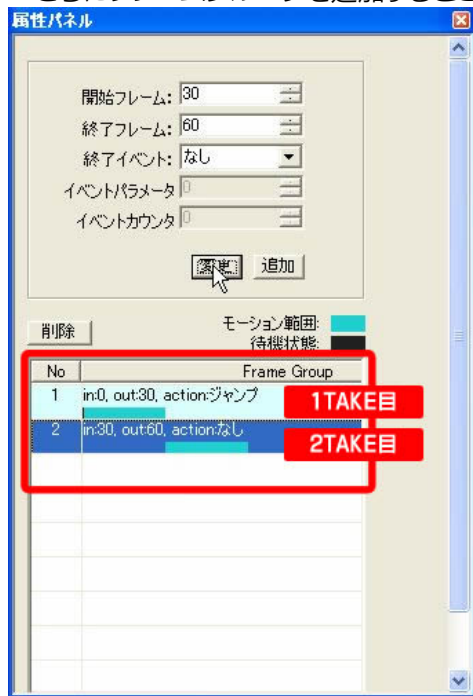 属性パネル
開始フレーム: 30
終了フレーム: 60
終了イベント: なし
イベントパラメータ 0
イベントカウンタ 0
変更 追加
削除
モーション範囲:
待機状態:
No Frame Group
1 in:0, out:30, action:ジャンプ
1TAKE目
2 in:30, out:60, action:なし
2TAKE目